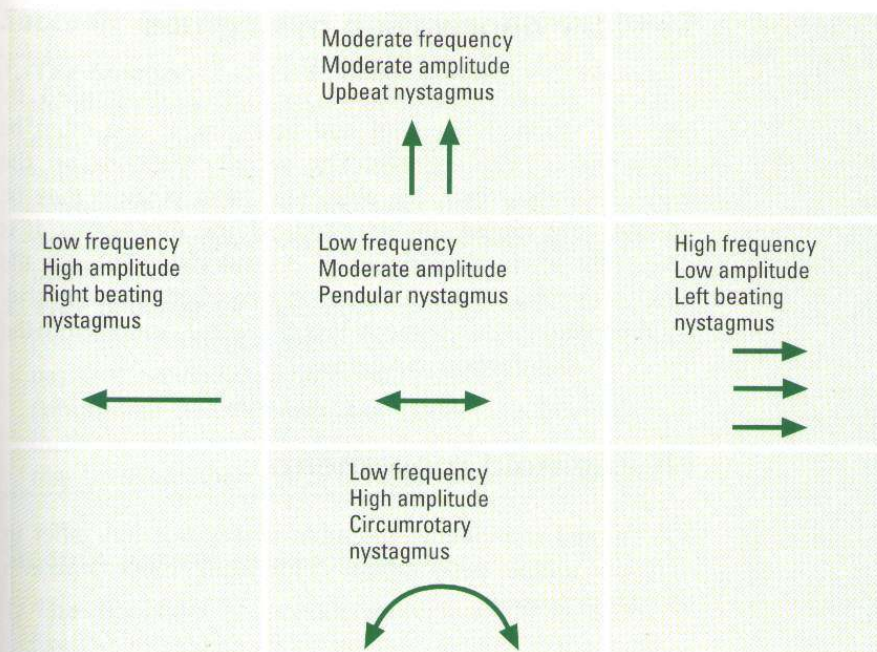 Moderate frequency
Moderate amplitude
Upbeat nystagmus
Low frequency
High amplitude
Right beating
nystagmus
Low frequency
Moderate amplitude
Pendular nystagmus
High frequency
Low amplitude
Left beating
nystagmus
Low frequency
High amplitude
Circumrotary
nystagmus